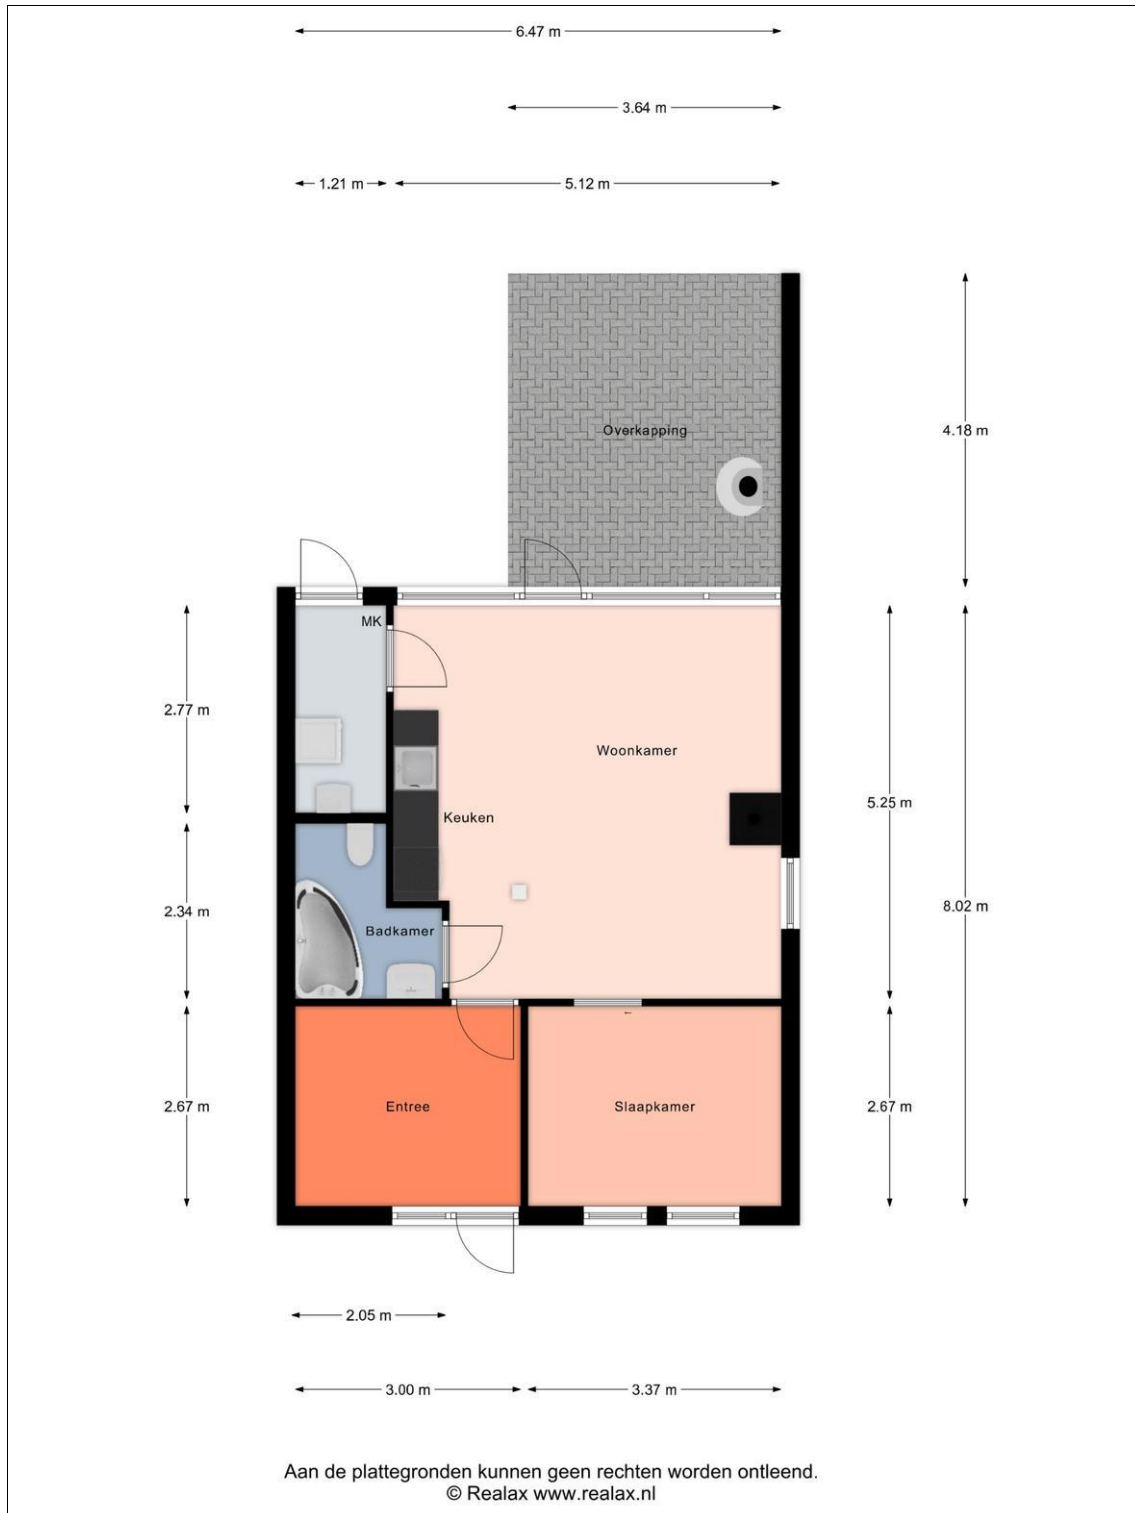 6.47 m
3.64 m
1.21 m
5.12 m
Overkapping
4.18 m
MK
2.77 m
Woonkamer
5.25 m
Keuken
2.34 m
Badkamer
8.02 m
2.67 m
Entree
Slaapkamer
2.67 m
2.05 m
3.00 m
3.37 m
Aan de plattegronden kunnen geen rechten worden ontleend.
© Realax www.realax.nl